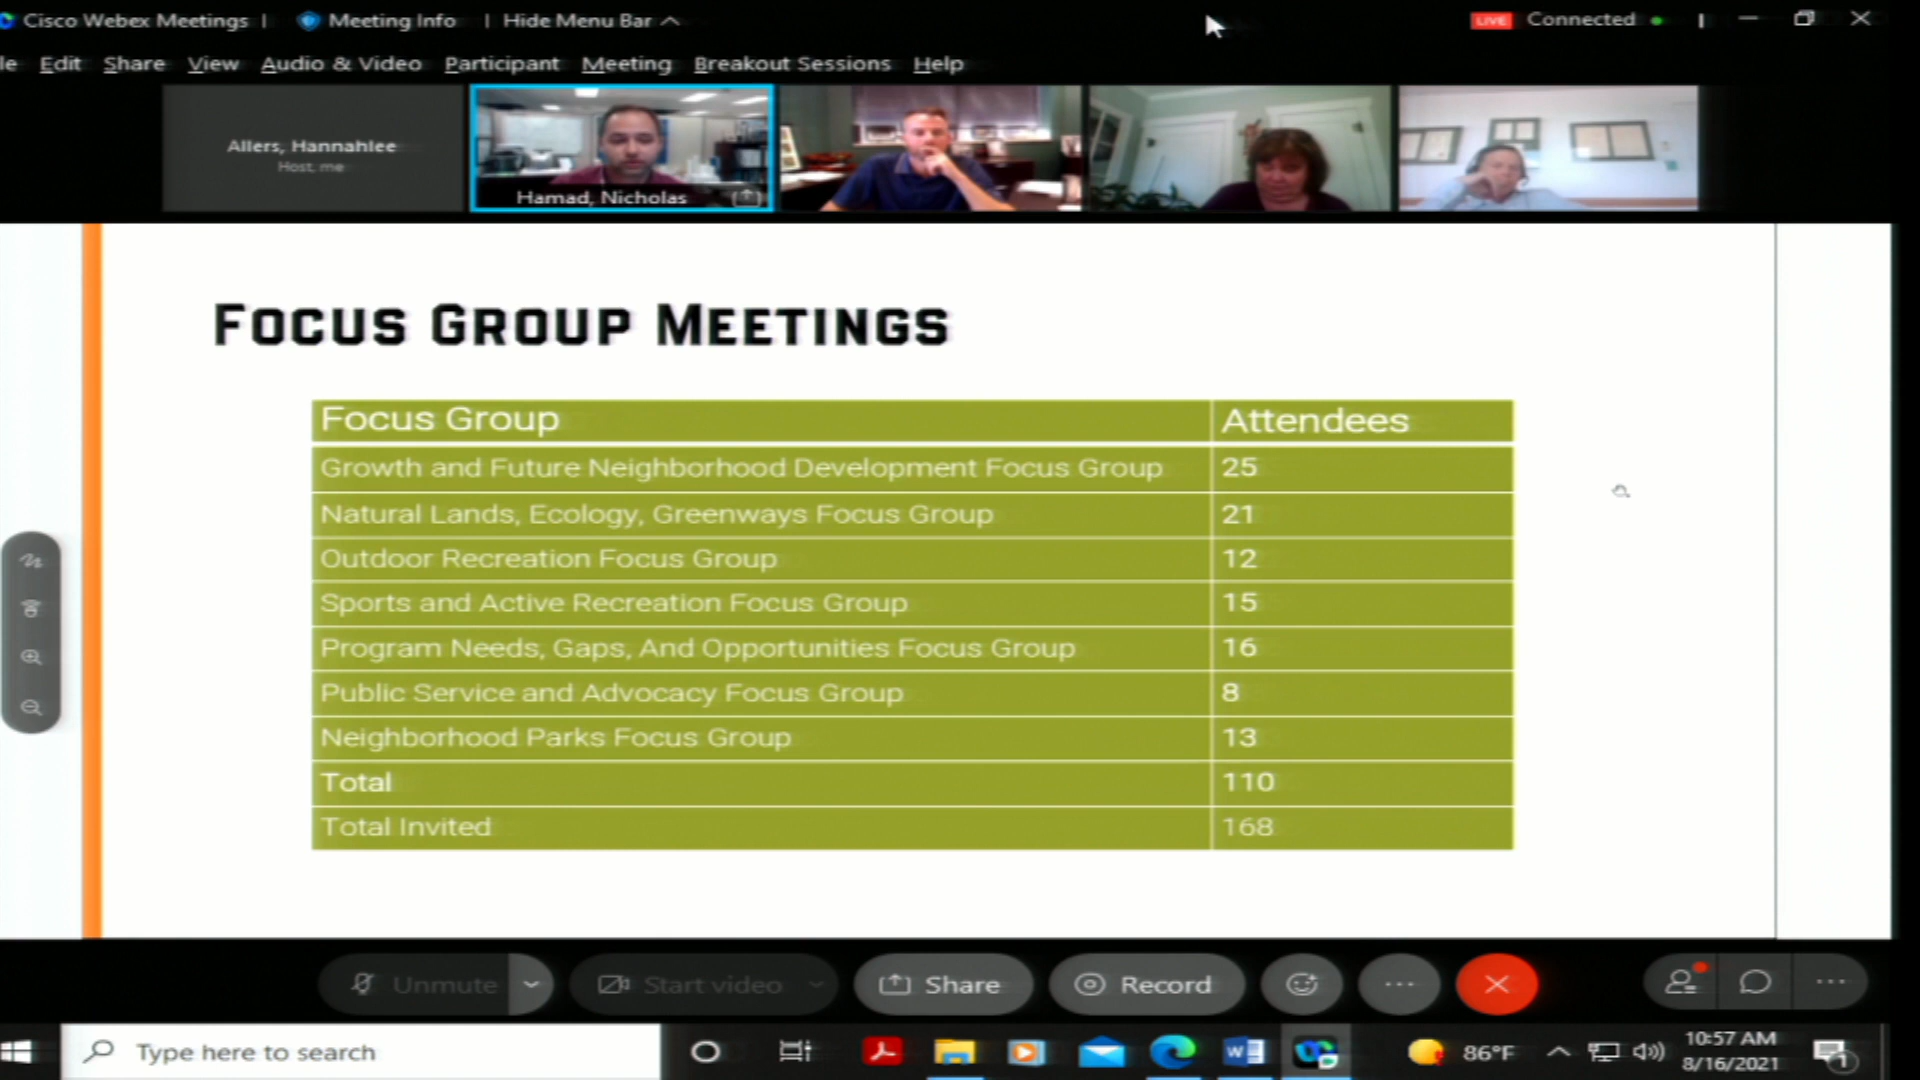 Cisco Webex Meetings | Meeting Info | Hide Menu Bar
LIVE Connected
le Edit Share View Audio & Video Participant Meeting Breakout Sessions Help
Allers, Hannahlee
Host, me
Hamad, Nicholas
FOCUS GROUP MEETINGS
Focus Group Attendees
Growth and Future Neighborhood Development Focus Group 25
Natural Lands, Ecology, Greenways Focus Group 21
Outdoor Recreation Focus Group 12
Sports and Active Recreation Focus Group 15
Program Needs, Gaps, And Opportunities Focus Group 16
Public Service and Advocacy Focus Group 8
Neighborhood Parks Focus Group 13
Total 110
Total Invited 168
Unmute Start video Share Record
Type here to search
86°F
10:57 AM
8/16/2021
1